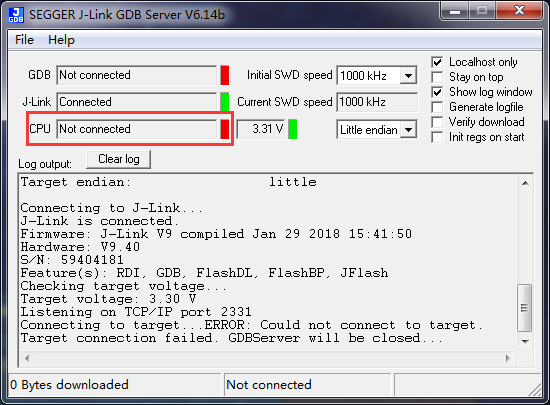 SEGGER J-Link GDB Server V6.14b
File Help
GDB Not connected Initial SWD speed 1000 kHz Localhost only
Stay on top
J-Link Connected Current SWD speed 1000 kHz Show log window
Generate logfile
CPU Not connected 3.31 V Little endian Verify download
Init regs on start
Log output: Clear log
Target endian: little
Connecting to J-Link...
J-Link is connected.
Firmware: J-Link V9 compiled Jan 29 2018 15:41:50
Hardware: V9.40
S/N: 59404181
Feature(s): RDI, GDB, FlashDL, FlashBP, JFlash
Checking target voltage...
Target voltage: 3.30 V
Listening on TCP/IP port 2331
Connecting to target...ERROR: Could not connect to target.
Target connection failed. GDBServer will be closed...
0 Bytes downloaded Not connected